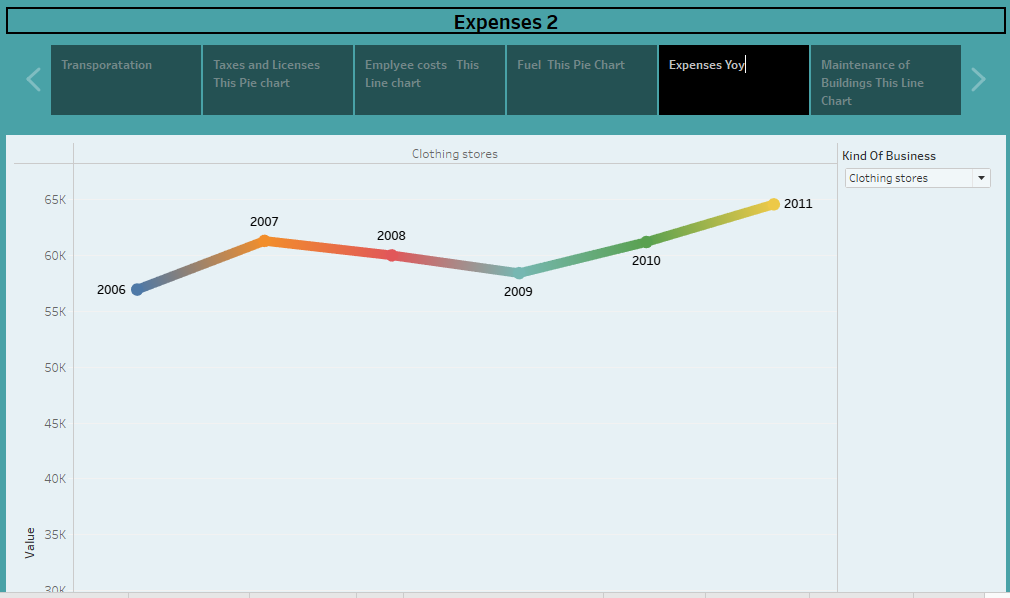 Expenses 2
Transporatation
Taxes and Licenses
This Pie chart
Emplyee costs   This
Line chart
Fuel  This Pie Chart
Expenses Yoy
Maintenance of
Buildings This Line
Chart
Clothing stores
Kind Of Business
Clothing stores
65K
60K
55K
50K
45K
40K
35K
30K
Value
2006
2007
2008
2009
2010
2011